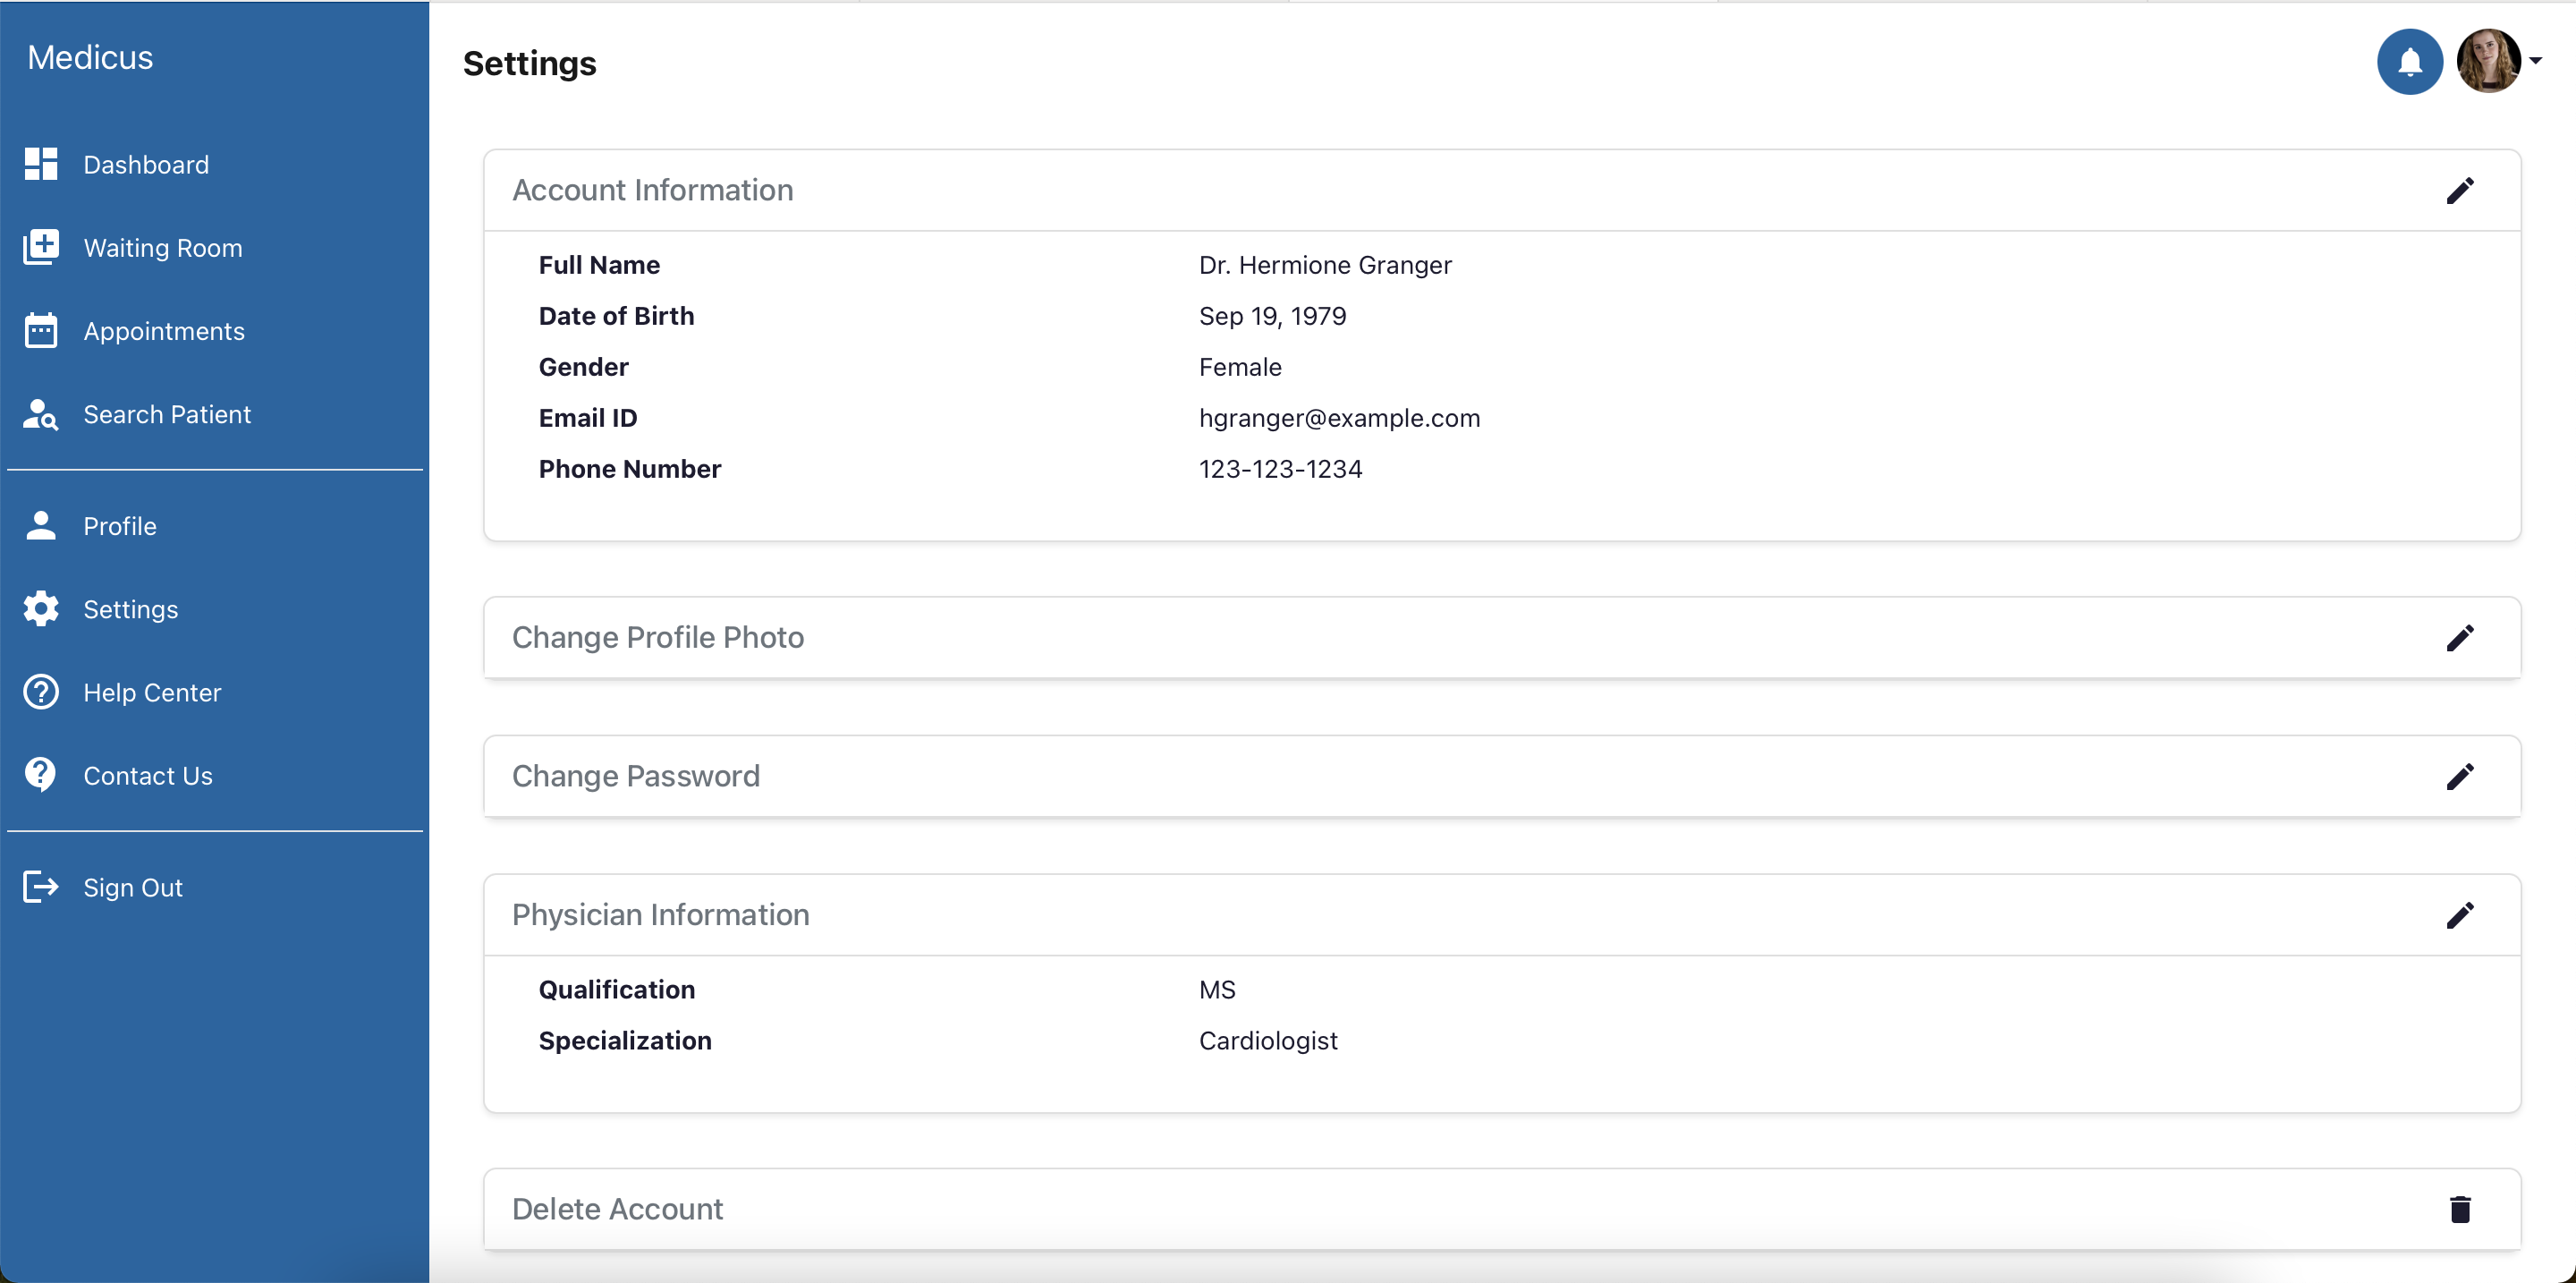 Medicus
Dashboard
Waiting Room
Appointments
Search Patient
Profile
Settings
Help Center
Contact Us
Sign Out
Settings
Account Information
Full Name Dr. Hermione Granger
Date of Birth Sep 19, 1979
Gender Female
Email ID hgranger@example.com
Phone Number 123-123-1234
Change Profile Photo
Change Password
Physician Information
Qualification MS
Specialization Cardiologist
Delete Account